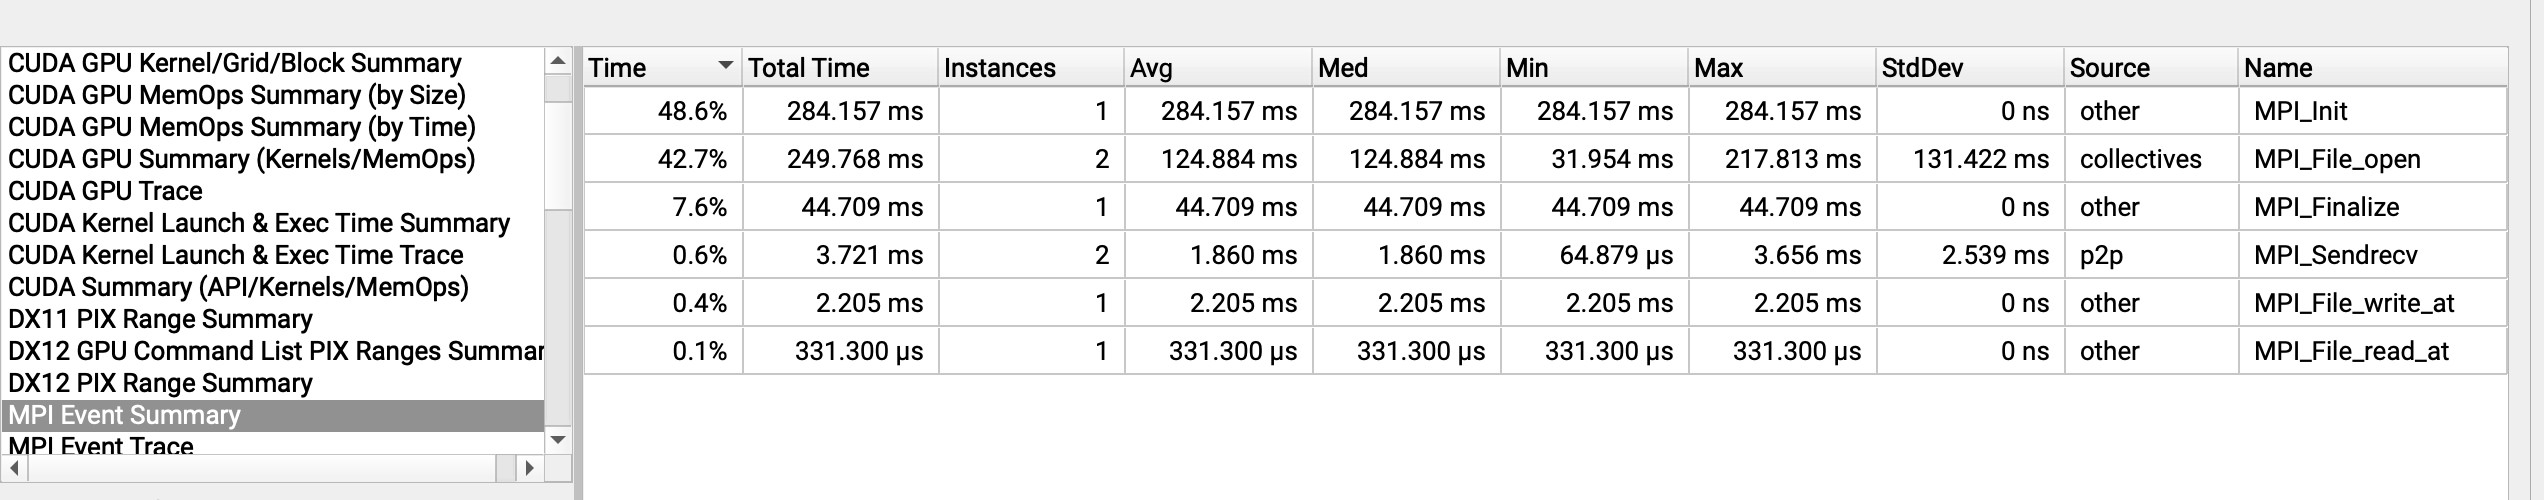 CUDA GPU Kernel/Grid/Block Summary
CUDA GPU MemOps Summary (by Size)
CUDA GPU MemOps Summary (by Time)
CUDA GPU Summary (Kernels/MemOps)
CUDA GPU Trace
CUDA Kernel Launch & Exec Time Summary
CUDA Kernel Launch & Exec Time Trace
CUDA Summary (API/Kernels/MemOps)
DX11 PIX Range Summary
DX12 GPU Command List PIX Ranges Summar
DX12 PIX Range Summary
MPI Event Summary
MPI Event Trace
Time Total Time Instances Avg Med Min Max StdDev Source Name
48.6% 284.157 ms 1 284.157 ms 284.157 ms 284.157 ms 284.157 ms 0 ns other MPI_Init
42.7% 249.768 ms 2 124.884 ms 124.884 ms 31.954 ms 217.813 ms 131.422 ms collectives MPI_File_open
7.6% 44.709 ms 1 44.709 ms 44.709 ms 44.709 ms 44.709 ms 0 ns other MPI_Finalize
0.6% 3.721 ms 2 1.860 ms 1.860 ms 64.879 μs 3.656 ms 2.539 ms p2p MPI_Sendrecv
0.4% 2.205 ms 1 2.205 ms 2.205 ms 2.205 ms 2.205 ms 0 ns other MPI_File_write_at
0.1% 331.300 μs 1 331.300 μs 331.300 μs 331.300 μs 331.300 μs 0 ns other MPI_File_read_at